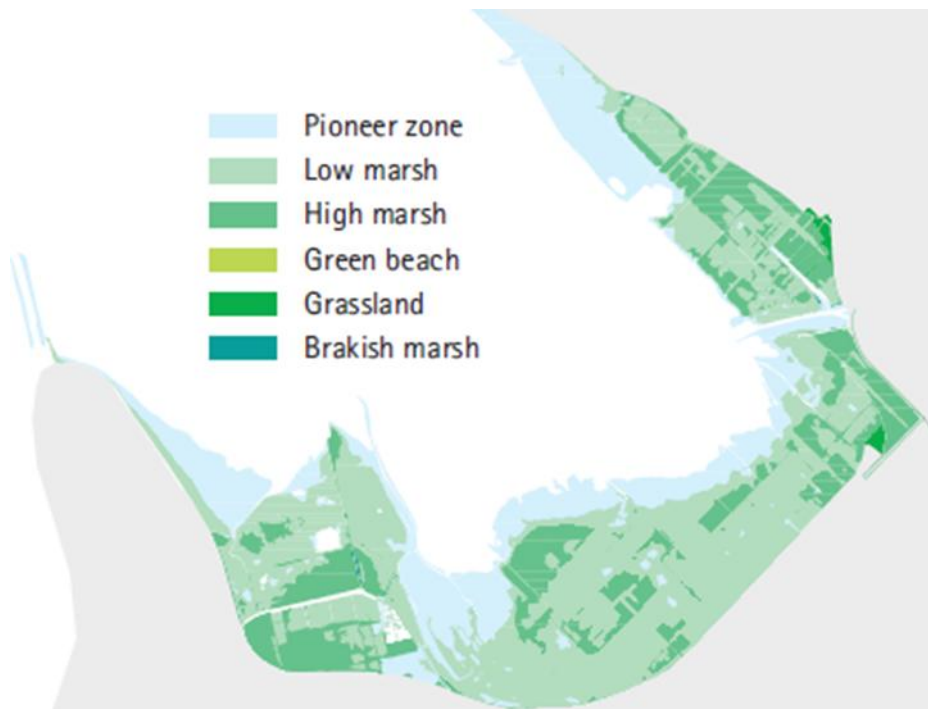 Pioneer zone
Low marsh
High marsh
Green beach
Grassland
Brakish marsh